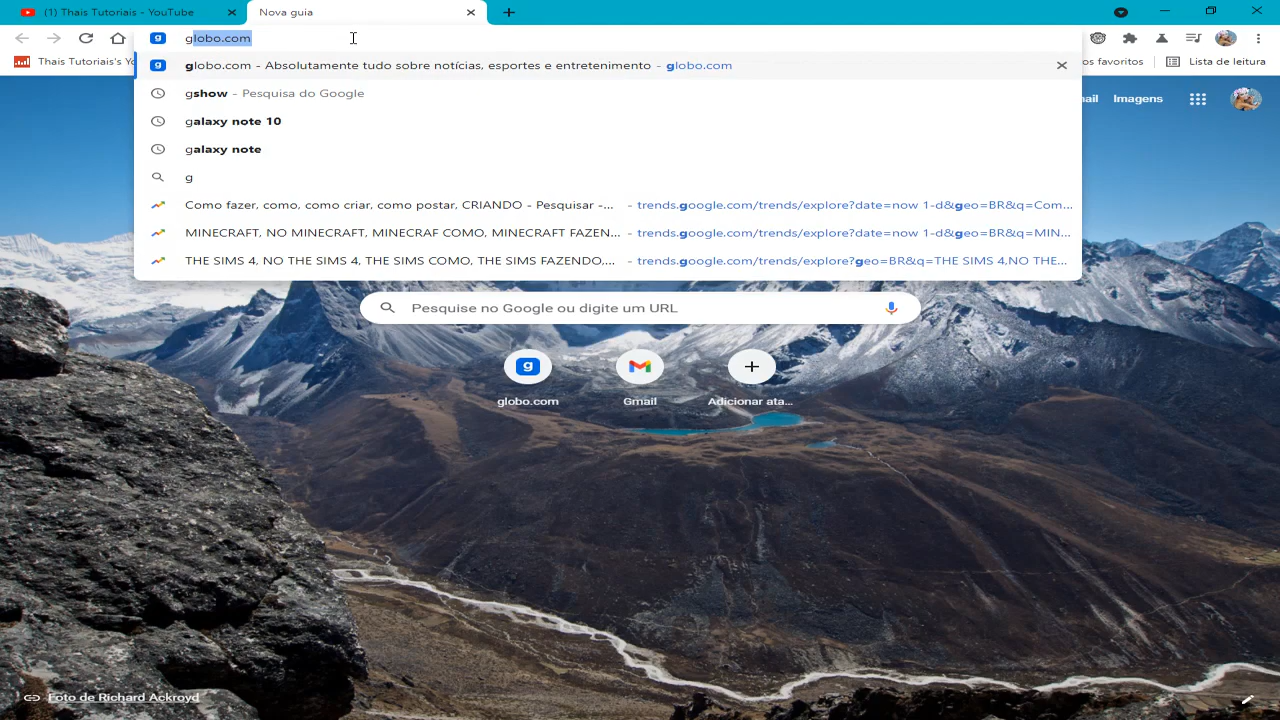 (1) Thais Tutoriais - YouTube
Nova guia
globo.com
Thais Tutoriais's Yo
os favoritos
Lista de leitura
globo.com - Absolutamente tudo sobre notícias, esportes e entretenimento - globo.com
gshow - Pesquisa do Google
galaxy note 10
galaxy note
g
Como fazer, como, como criar, como postar, CRIANDO - Pesquisar -... - trends.google.com/trends/explore?date=now 1-d&geo=BR&q=Com...
MINECRAFT, NO MINECRAFT, MINECRAF COMO, MINECRAFT FAZEN... - trends.google.com/trends/explore?date=now 1-d&geo=BR&q=MIN...
THE SIMS 4, NO THE SIMS 4, THE SIMS COMO, THE SIMS FAZENDO,... - trends.google.com/trends/explore?geo=BR&q=THE SIMS 4,NO THE...
ail
Imagens
Pesquise no Google ou digite um URL
g
globo.com
Gmail
Adicionar ata...
Foto de Richard Ackroyd